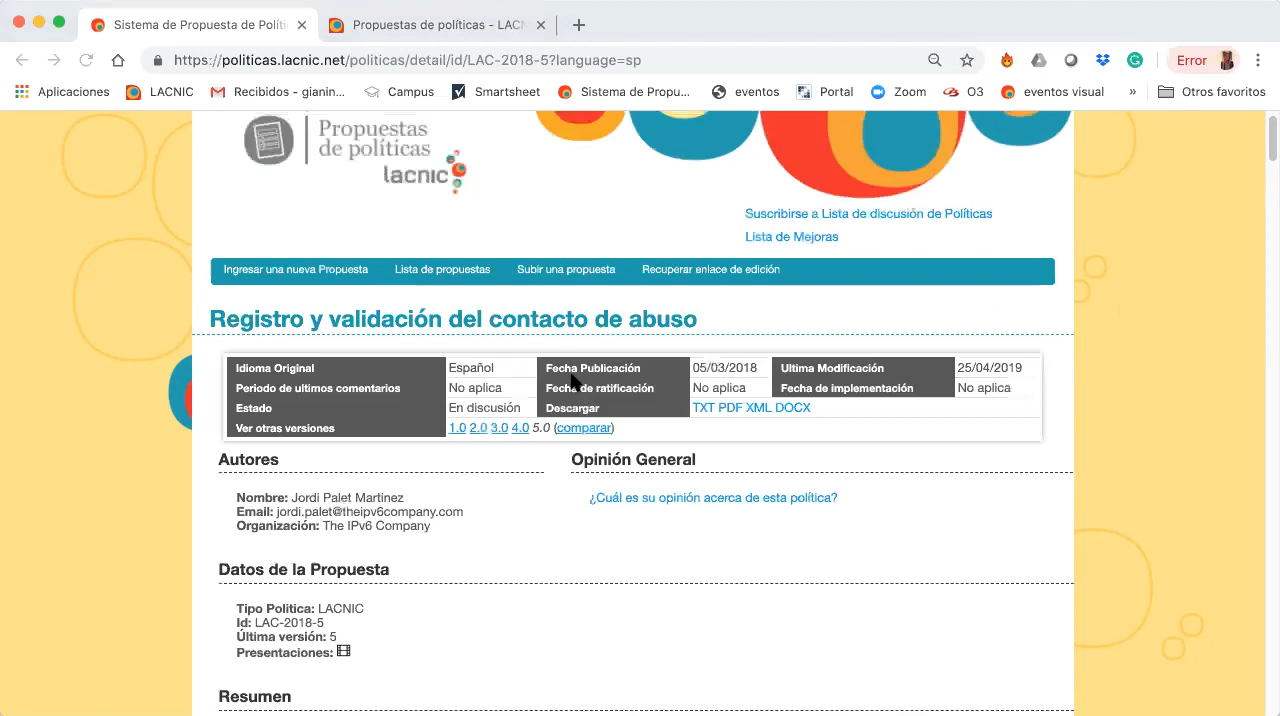 Sistema de Propuesta de Políti
Propuestas de políticas - LACN
https://politicas.lacnic.net/politicas/detail/id/LAC-2018-5?language=sp
Error
Aplicaciones
LACNIC
Recibidos - gianin...
Campus
Smartsheet
Sistema de Propu...
eventos
Portal
Zoom
O3
eventos visual
»
Otros favoritos
Propuestas
de políticas
lacnic
Suscribirse a Lista de discusión de Políticas
Lista de Mejoras
Ingresar una nueva Propuesta
Lista de propuestas
Subir una propuesta
Recuperar enlace de edición
Registro y validación del contacto de abuso
Idioma Original Español Fecha Publicación 05/03/2018 Ultima Modificación 25/04/2019
Periodo de ultimos comentarios No aplica Fecha de ratificación No aplica Fecha de implementación No aplica
Estado En discusión Descargar TXT PDF XML DOCX
Ver otras versiones 1.0 2.0 3.0 4.0 5.0 (comparar)
Autores
Nombre: Jordi Palet Martinez
Email: jordi.palet@theipv6company.com
Organización: The IPv6 Company
Opinión General
¿Cuál es su opinión acerca de esta política?
Datos de la Propuesta
Tipo Política: LACNIC
Id: LAC-2018-5
Última versión: 5
Presentaciones:
Resumen